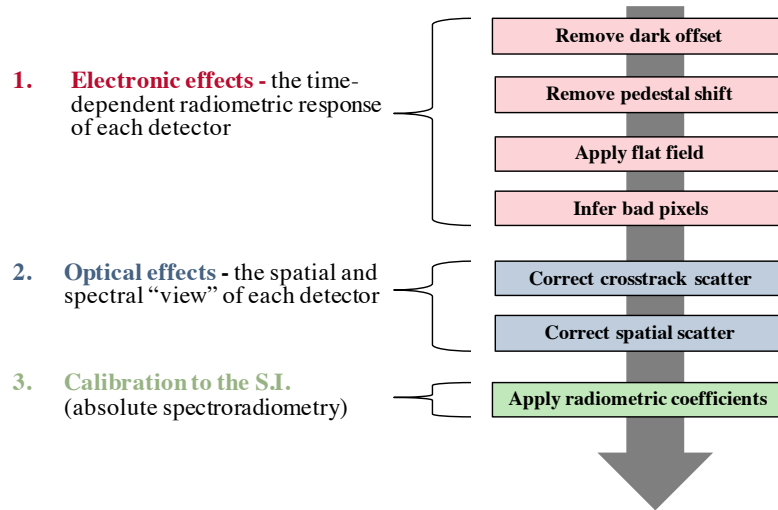 1. Electronic effects - the time-
dependent radiometric response
of each detector
Remove dark offset
Remove pedestal shift
Apply flat field
Infer bad pixels
2. Optical effects - the spatial and
spectral “view” of each detector
Correct crosstrack scatter
Correct spatial scatter
3. Calibration to the S.I.
(absolute spectroradiometry)
Apply radiometric coefficients